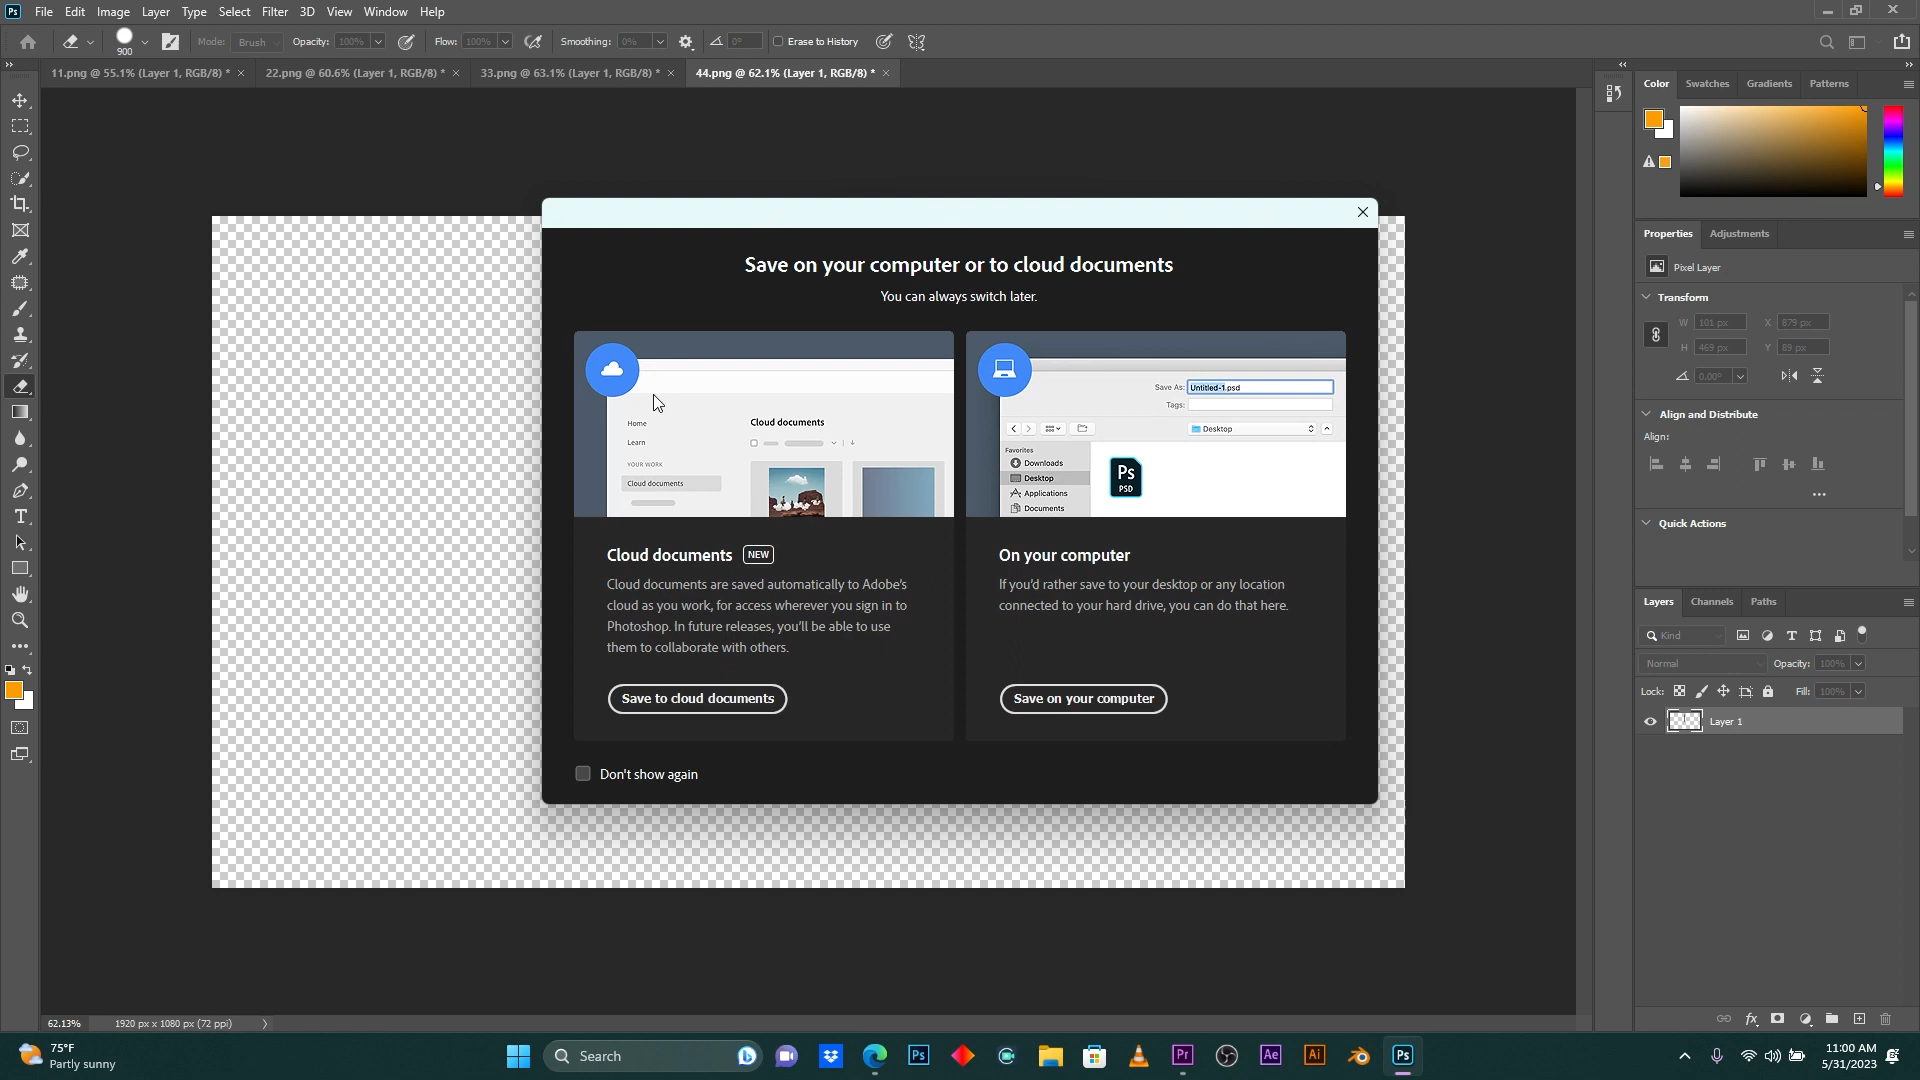 Ps File Edit Image Layer Type Select Filter 3D View Window Help
900 Mode: Brush Opacity: 100% Flow: 100% Smoothing: 0% 0° Erase to History
11.png @ 55.1% (Layer 1, RGB/8) * 22.png @ 60.6% (Layer 1, RGB/8) * 33.png @ 63.1% (Layer 1, RGB/8) * 44.png @ 62.1% (Layer 1, RGB/8) *
Color Swatches Gradients Patterns
Properties Adjustments
Pixel Layer
Transform
W 101 px X 879 px
H 469 px Y 89 px
0.00°
Align and Distribute
Align:
Quick Actions
Layers Channels Paths
Kind
Normal Opacity: 100%
Lock: Fill: 100%
Layer 1
Save on your computer or to cloud documents
You can always switch later.
Home
Learn
YOUR WORK
Cloud documents
Cloud documents
Save As: Untitled-1.psd
Tags:
Desktop
Favorites
Downloads
Desktop
Applications
Documents
Ps
PSD
Cloud documents NEW
Cloud documents are saved automatically to Adobe's
cloud as you work, for access wherever you sign in to
Photoshop. In future releases, you'll be able to use
them to collaborate with others.
Save to cloud documents
On your computer
If you'd rather save to your desktop or any location
connected to your hard drive, you can do that here.
Save on your computer
Don't show again
62.13% 1920 px x 1080 px (72 ppi)
75°F
Partly sunny
Search
Ps
Pr
Ae
Ai
Ps
11:00 AM
5/31/2023